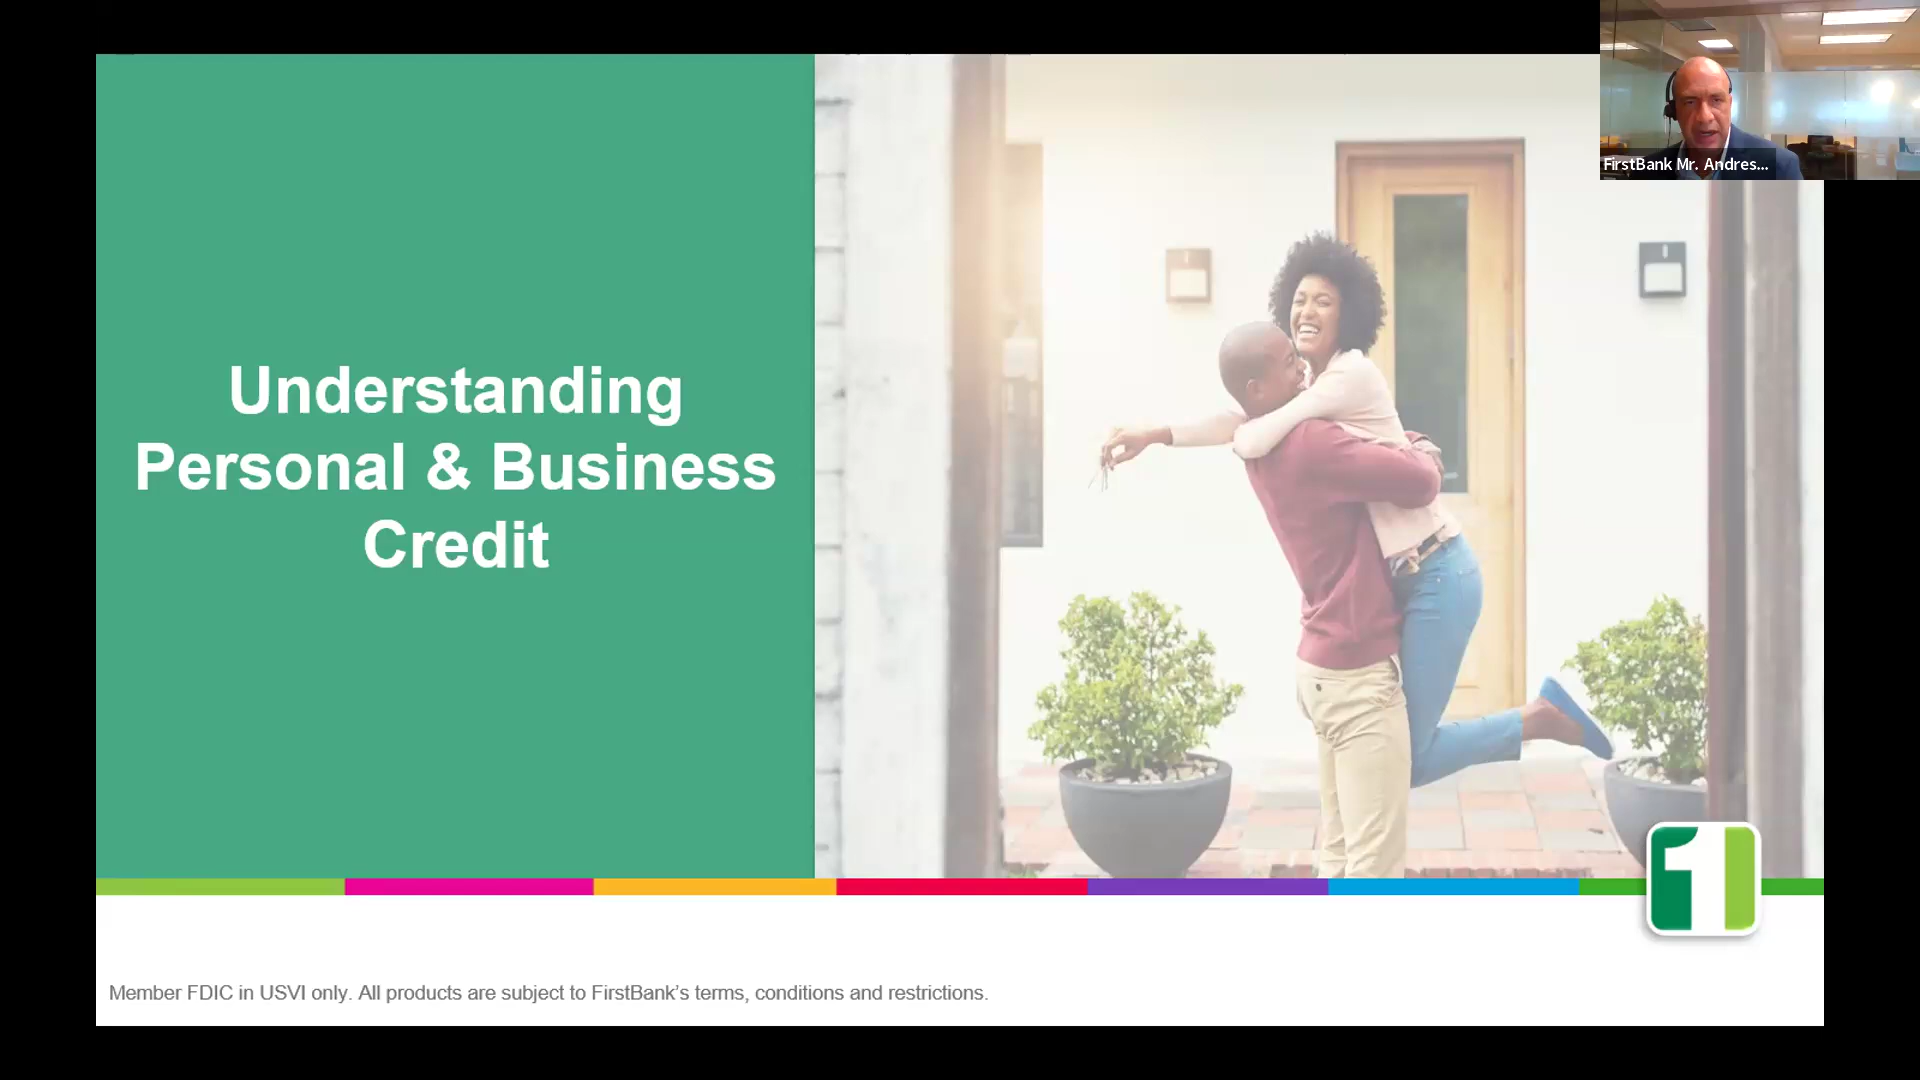 FirstBank Mr. Andres...
Understanding
Personal & Business
Credit
1
Member FDIC in USVI only. All products are subject to FirstBank’s terms, conditions and restrictions.